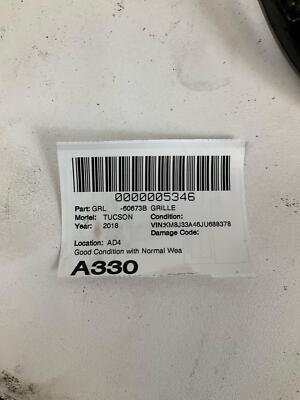 0000005346
Part: GRL -60673B GRILLE
Model: TUCSON Condition:
Year: 2018 VIN:KM8J33A46JU688378
Damage Code:
Location: AD4
Good Condition with Normal Wea
A330